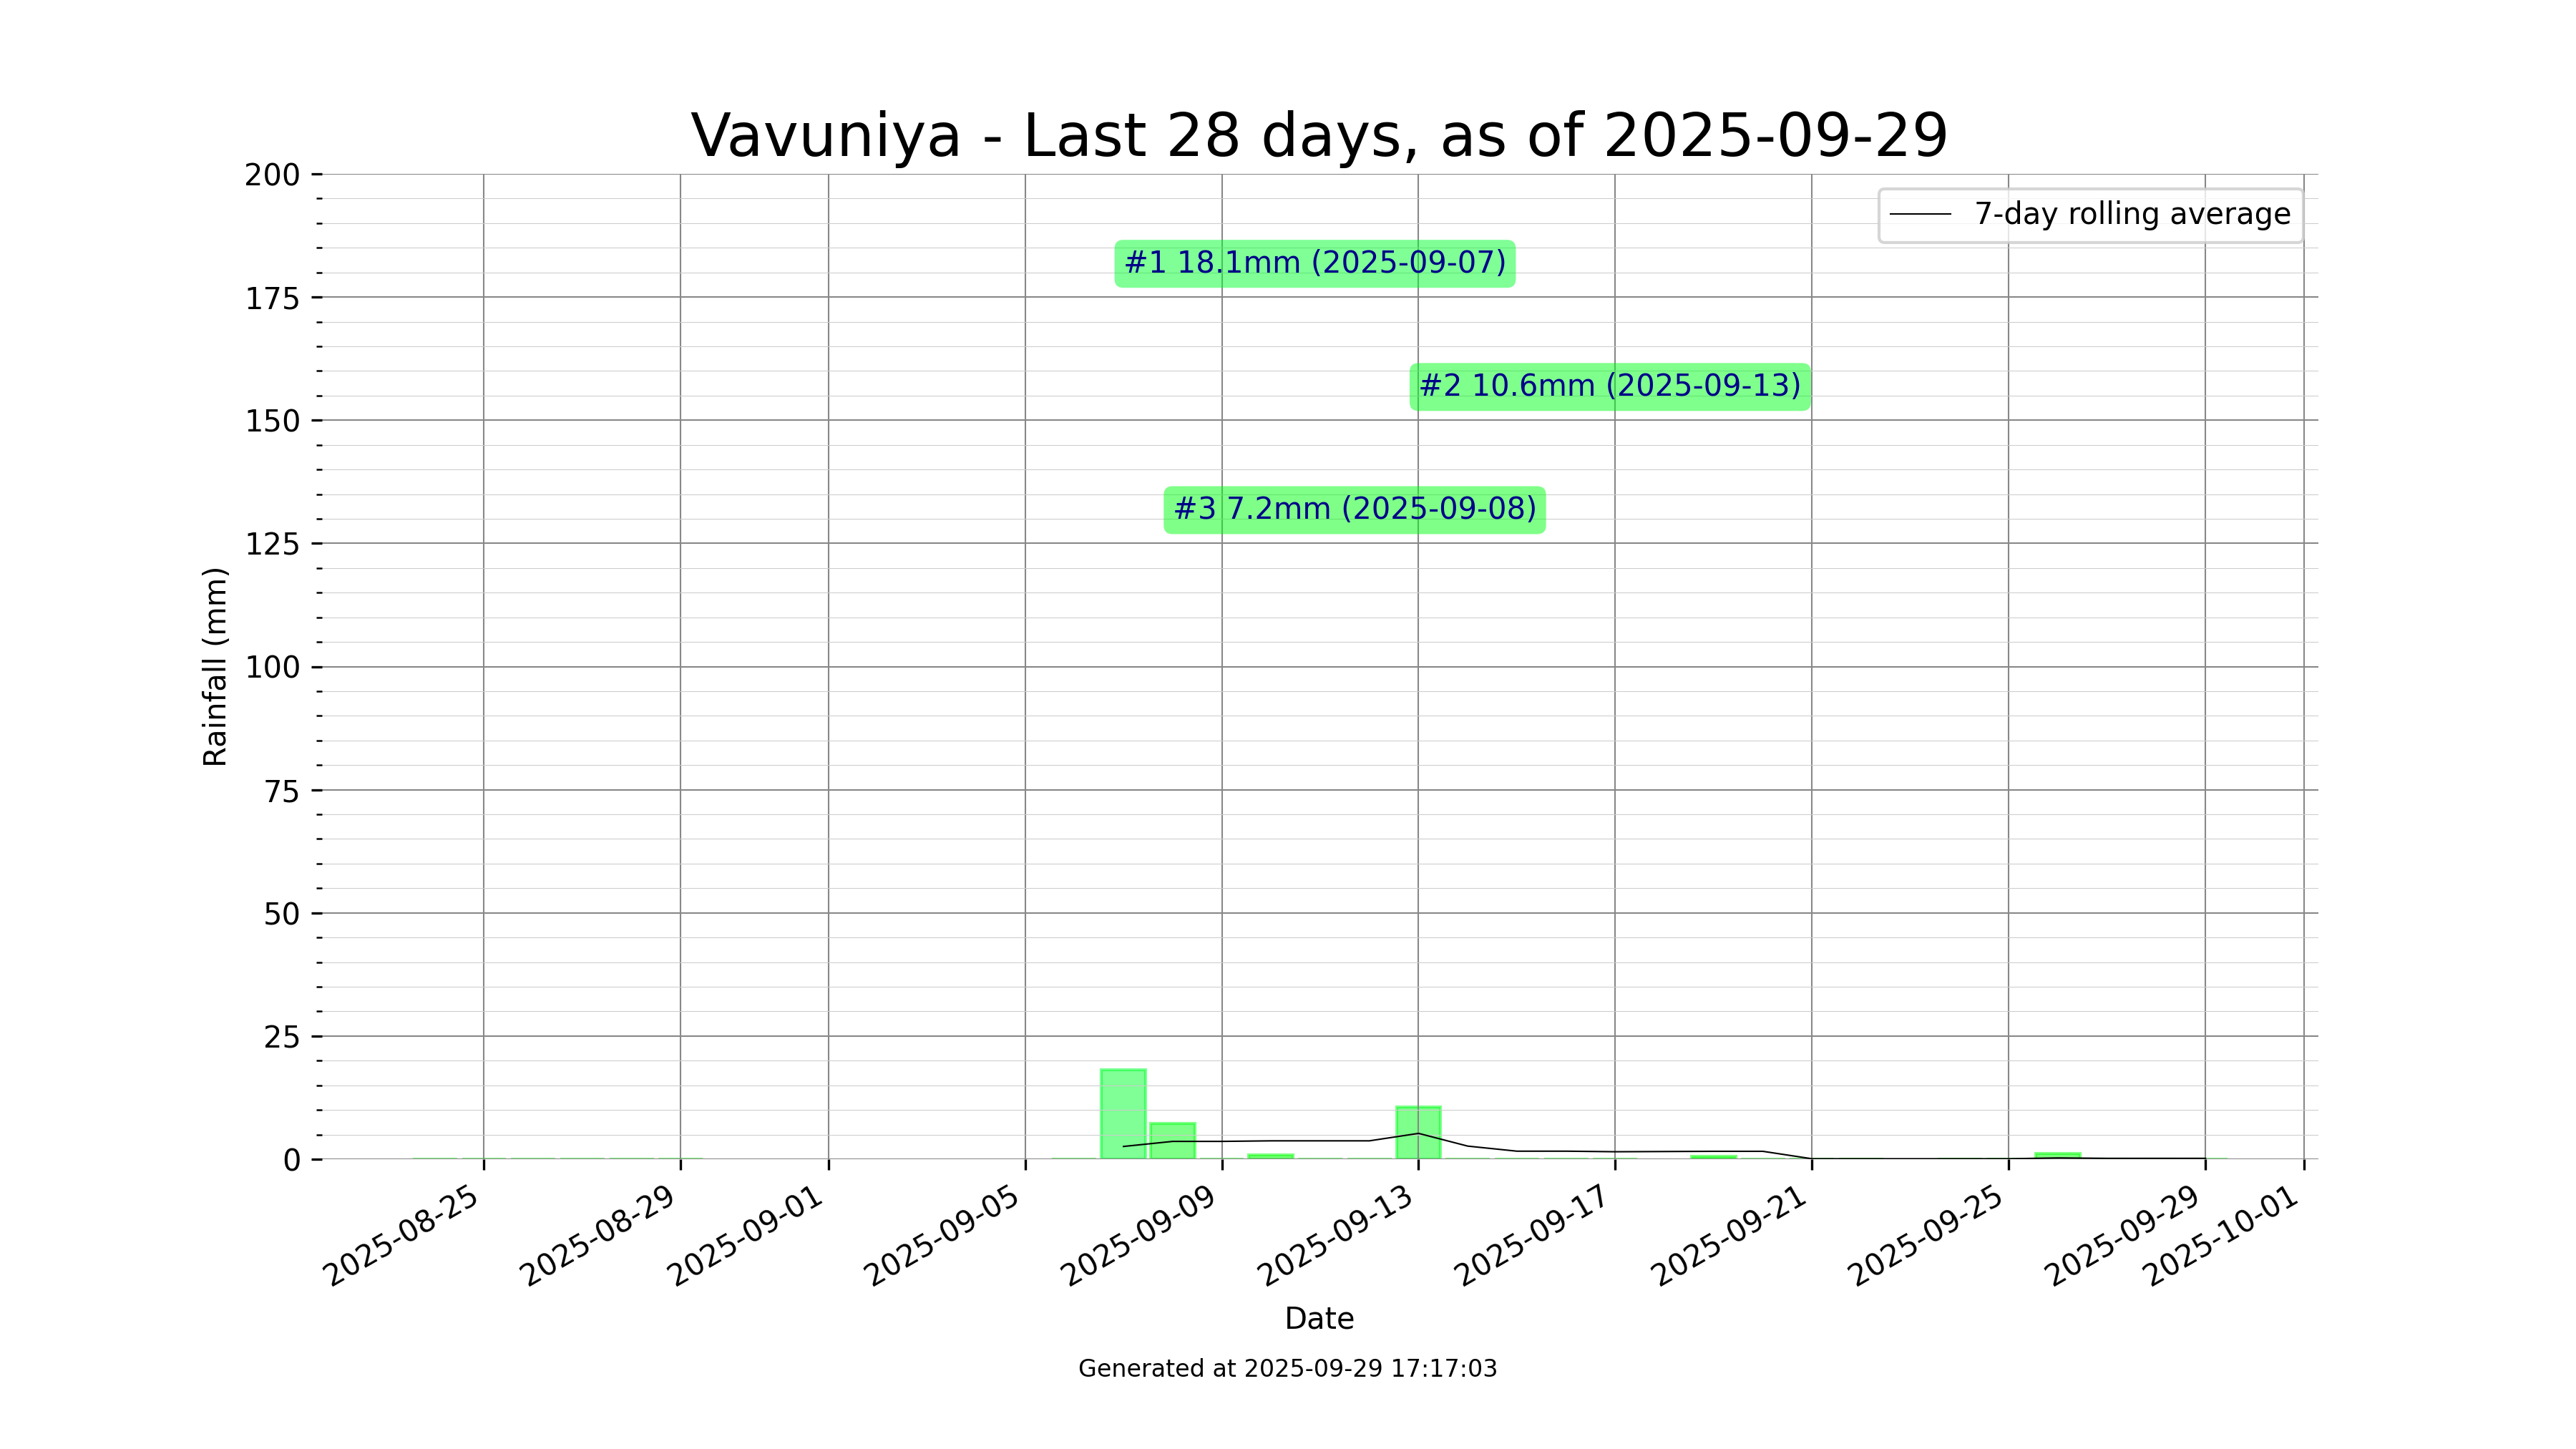 Vavuniya - Last 28 days, as of 2025-09-29
7-day rolling average
#1 18.1mm (2025-09-07)
#2 10.6mm (2025-09-13)
#3 7.2mm (2025-09-08)
Rainfall (mm)
200
175
150
125
100
75
50
25
0
2025-08-25
2025-08-29
2025-09-01
2025-09-05
2025-09-09
2025-09-13
2025-09-17
2025-09-21
2025-09-25
2025-09-29
2025-10-01
Date
Generated at 2025-09-29 17:17:03